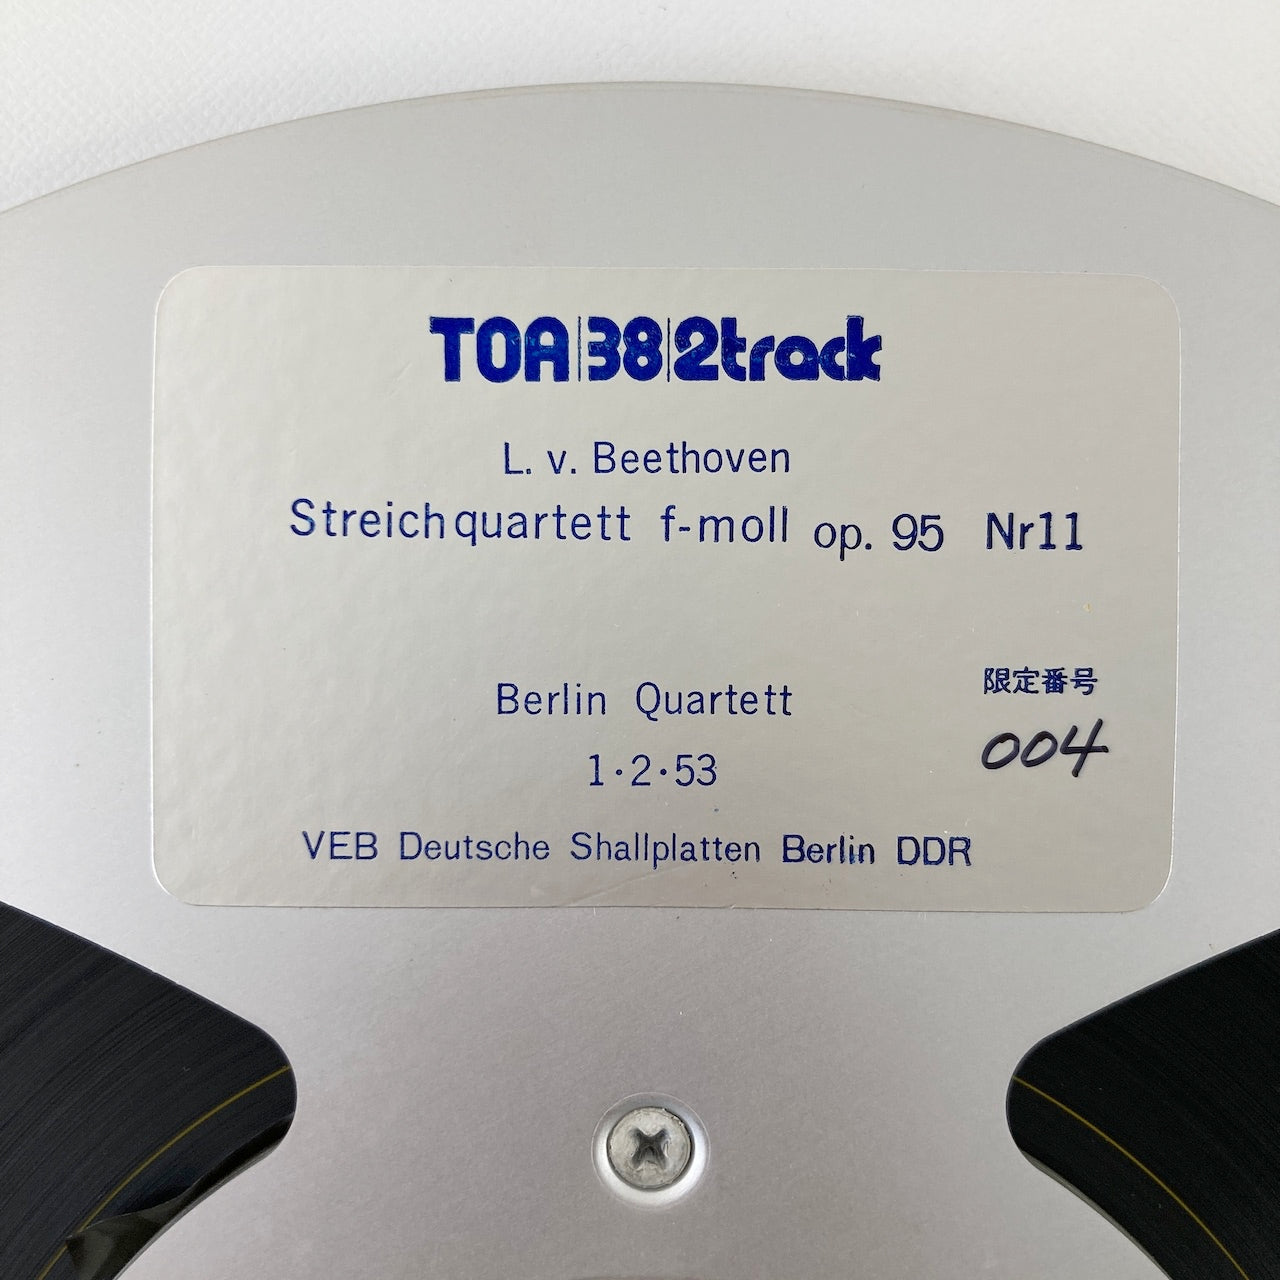 TOA|38|2track
L. v. Beethoven
Streichquartett f-moll op. 95 Nr11
Berlin Quartett
限定番号
1·2·53
004
VEB Deutsche Shallplatten Berlin DDR